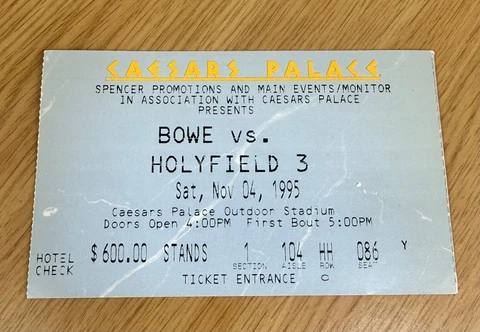 CAESARS PALACE
SPENCER PROMOTIONS AND MAIN EVENTS/MONITOR
IN ASSOCIATION WITH CAESARS PALACE
PRESENTS
BOWE vs.
HOLYFIELD 3
Sat, Nov 04, 1995
Caesars Palace Outdoor Stadium
Doors Open 4:00PM First Bout 5:00PM
HOTEL CHECK $600.00 STANDS 1 104 HH 086 Y
SECTION AISLE ROW SEAT
TICKET ENTRANCE C